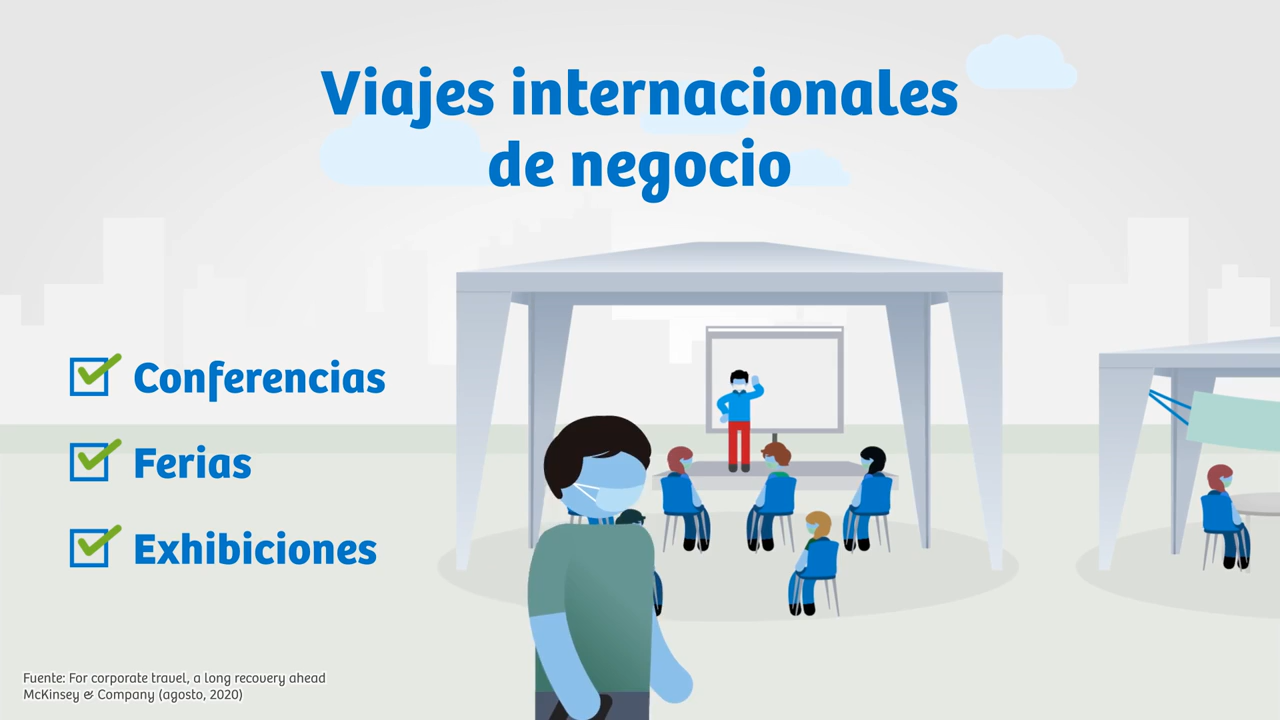 Viajes internacionales
de negocio
Conferencias
Ferias
Exhibiciones
Fuente: For corporate travel, a long recovery ahead
McKinsey & Company (agosto, 2020)